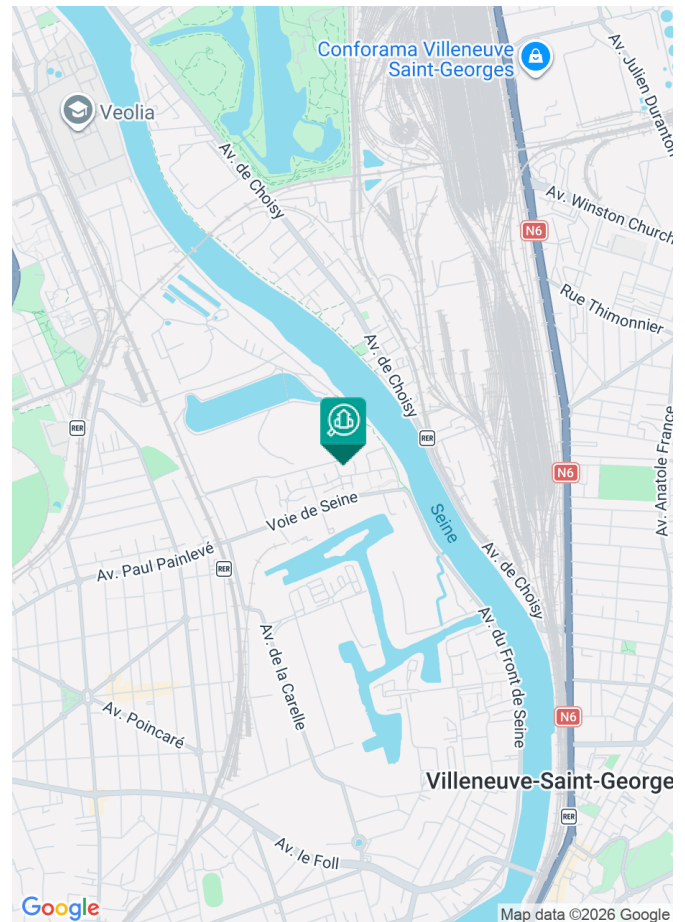 Conforama Villeneuve
Saint-Georges
Av. Julien Duranton
Veolia
Av. de Choisy
Av. Winston Church
N6
Rue Thimonnier
Av. de Choisy
RER
RER
N6
Av. Anatole France
Voie de Seine
Seine
Av. Paul Painlevé
RER
Av. de Choisy
Av. de la Carelle
Av. du Front de Seine
Av. Poincaré
N6
Villeneuve-Saint-George
RER
Av. le Foll
Google
Map data ©2026 Google